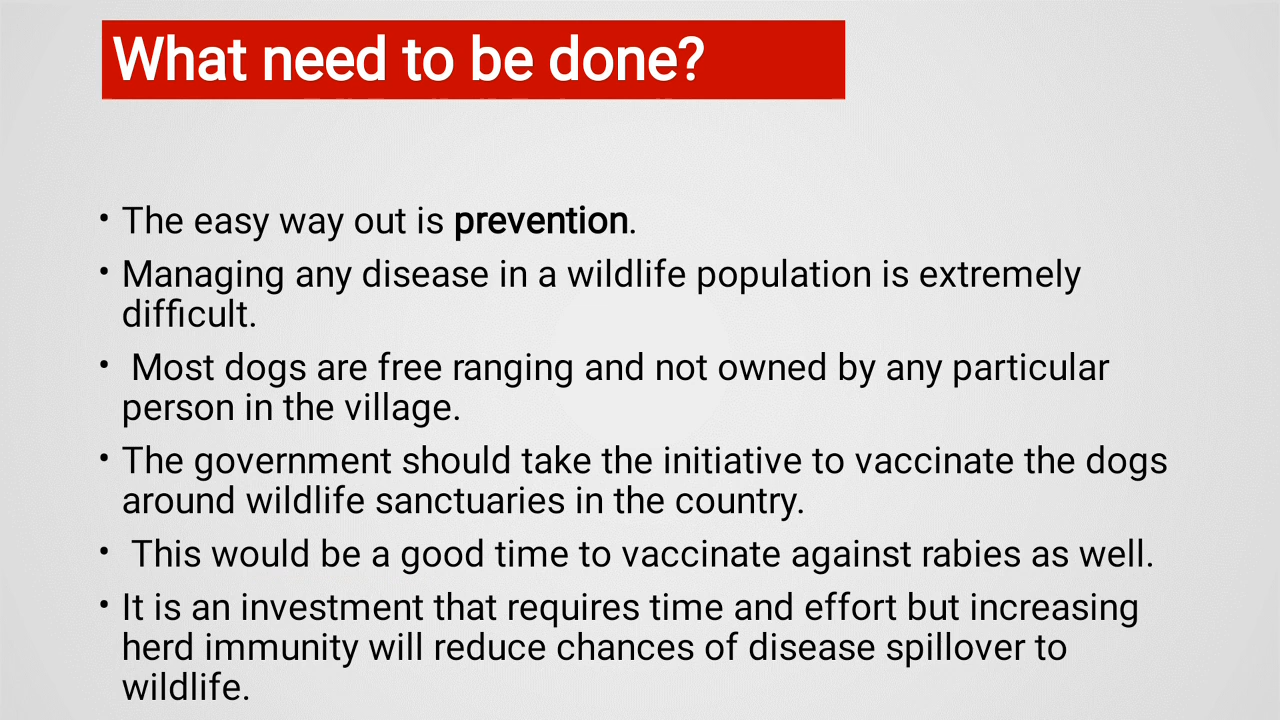 What need to be done?
• The easy way out is prevention.
• Managing any disease in a wildlife population is extremely
difficult.
• Most dogs are free ranging and not owned by any particular
person in the village.
• The government should take the initiative to vaccinate the dogs
around wildlife sanctuaries in the country.
• This would be a good time to vaccinate against rabies as well.
• It is an investment that requires time and effort but increasing
herd immunity will reduce chances of disease spillover to
wildlife.